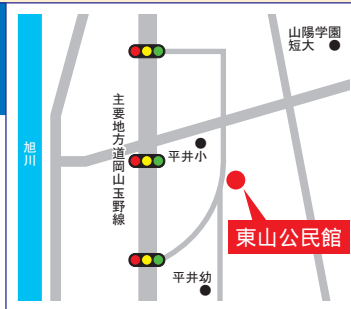 山陽学園
短大
主要地方道岡山玉野線
旭川
平井小
東山公民館
平井幼